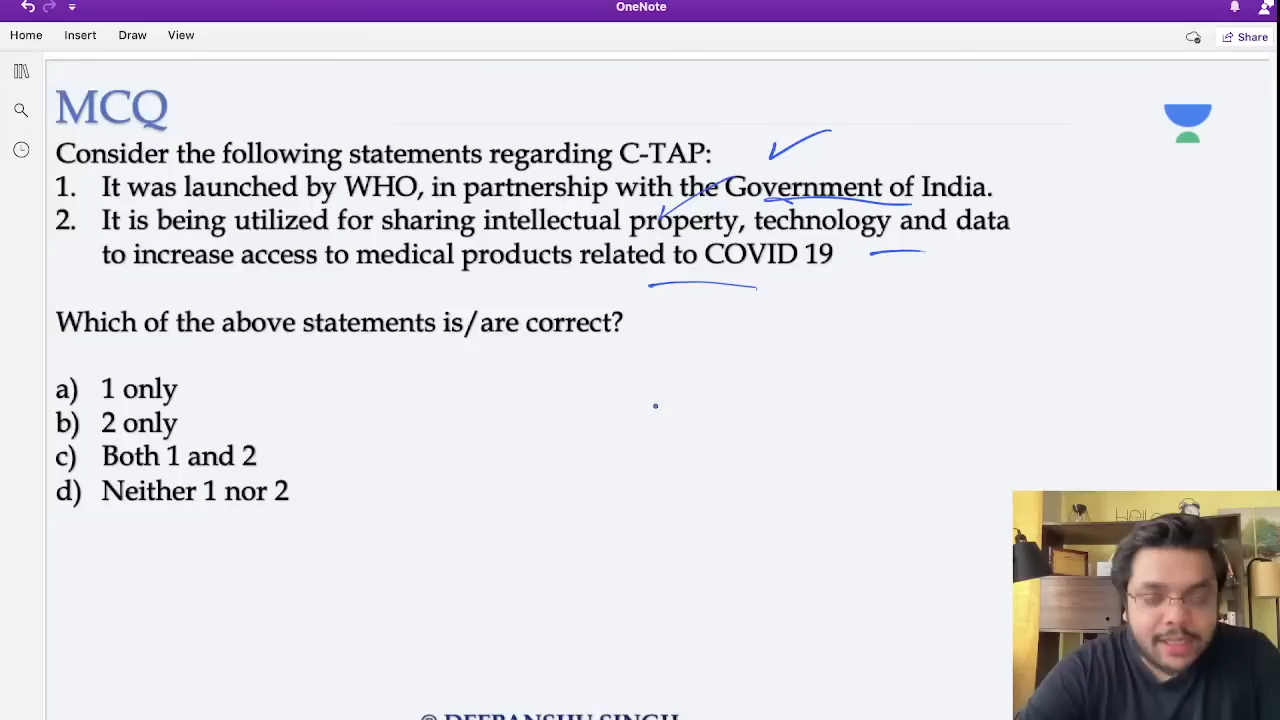 OneNote
Home Insert Draw View
Share
MCQ
Consider the following statements regarding C-TAP:
1. It was launched by WHO, in partnership with the Government of India.
2. It is being utilized for sharing intellectual property, technology and data
to increase access to medical products related to COVID 19
Which of the above statements is/are correct?
a) 1 only
b) 2 only
c) Both 1 and 2
d) Neither 1 nor 2
© DEEPANSHU SINGH